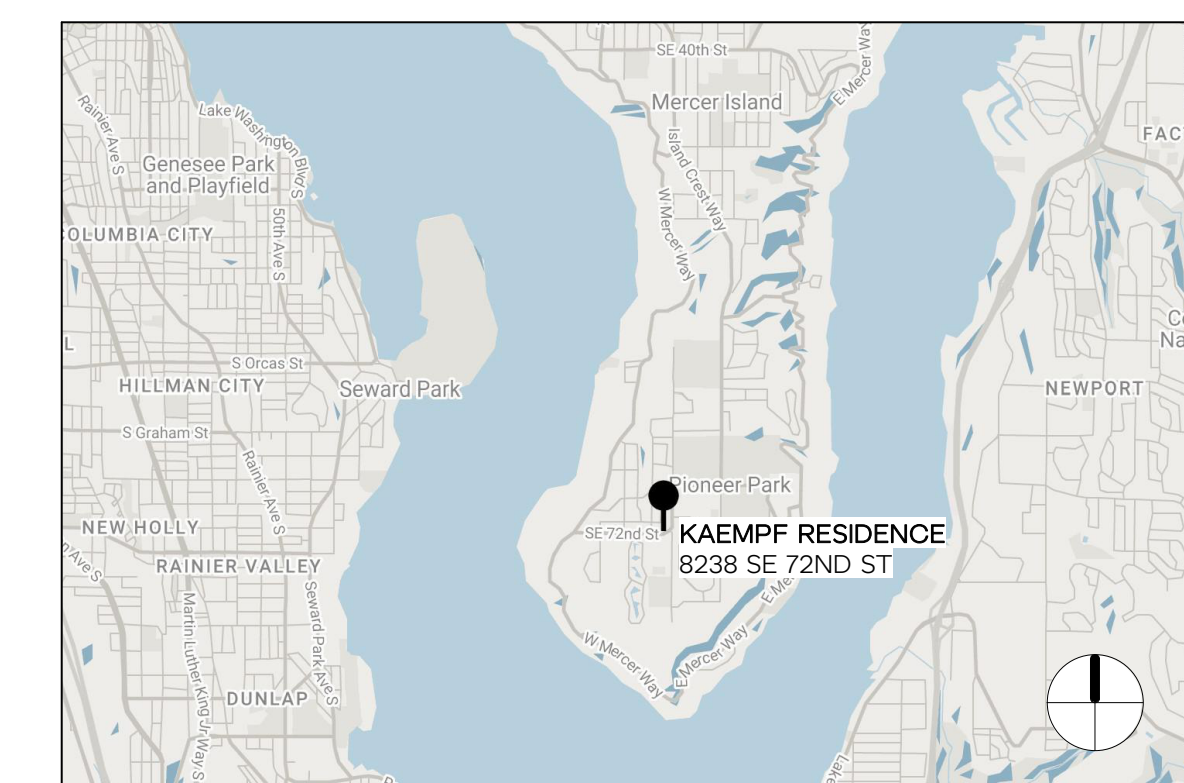 SE 40th St
E Mercer Way
Mercer Island
Rainier Ave S
Lake Washington Blvd S
Island Crest Way
Genesee Park
and Playfield
W Mercer Way
50th Ave S
COLUMBIA CITY
S Orcas St
HILLMAN CITY
Seward Park
NEWPORT
S Graham St
Rainier Ave S
Pioneer Park
NEW HOLLY
SE 72nd St
KAEMPF RESIDENCE
8238 SE 72ND ST
RAINIER VALLEY
Martin Luther King Jr Way S
Seward Park Ave S
W Mercer Way
E Mercer Way
DUNLAP